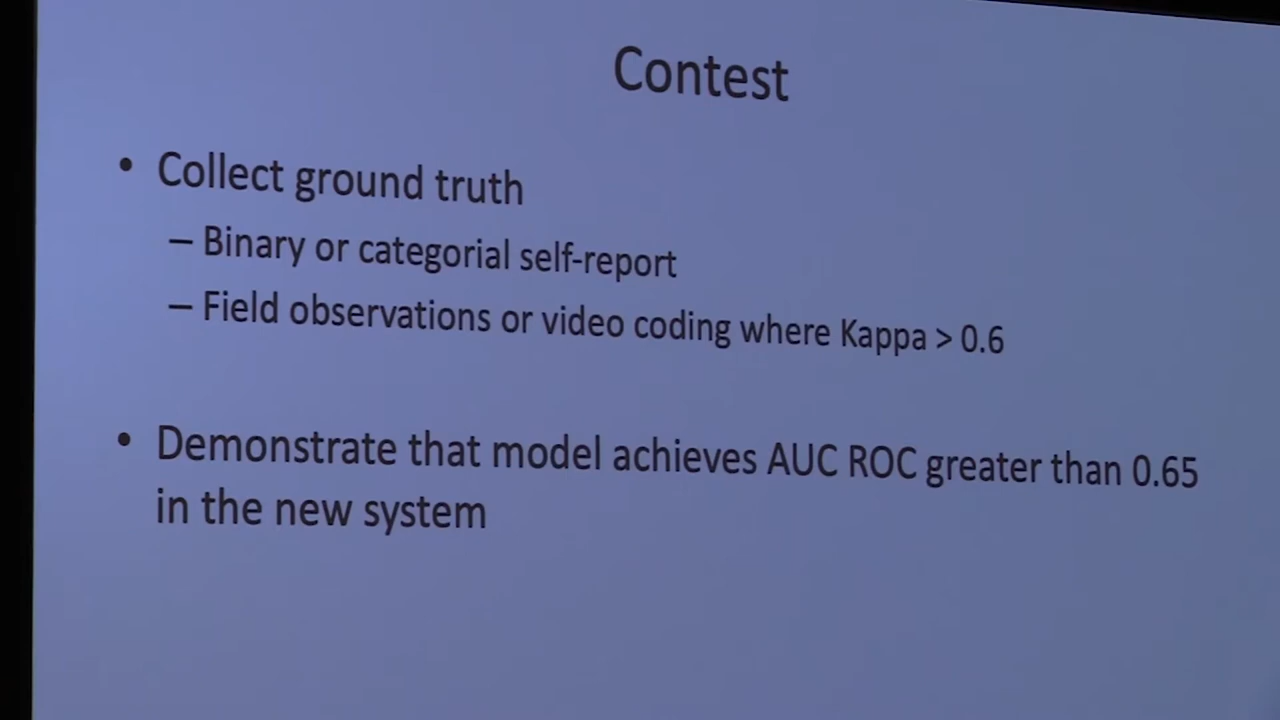 Contest
• Collect ground truth
– Binary or categorial self-report
– Field observations or video coding where Kappa > 0.6
• Demonstrate that model achieves AUC ROC greater than 0.65
in the new system